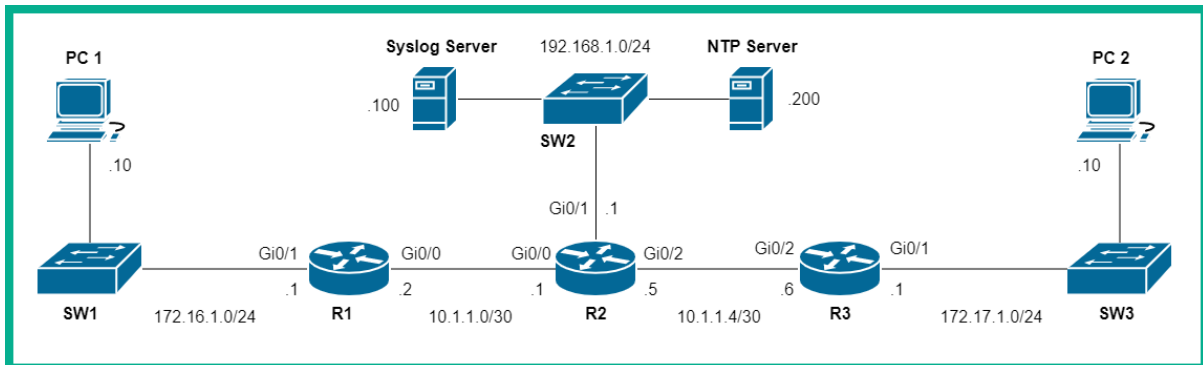 Syslog Server
192.168.1.0/24
NTP Server
PC 1
PC 2
.100
.200
SW2
.10
.10
Gi0/1
.1
Gi0/1
Gi0/0
Gi0/0
Gi0/2
Gi0/2
Gi0/1
.1
.2
.1
.5
.6
.1
SW1
172.16.1.0/24
R1
10.1.1.0/30
R2
10.1.1.4/30
R3
172.17.1.0/24
SW3